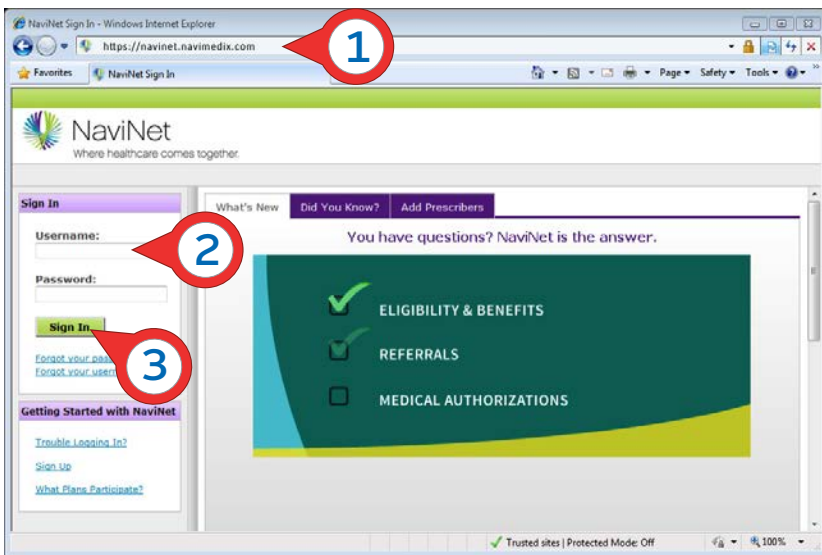 NaviNet Sign In - Windows Internet Explorer
https://navinet.navimedix.com
1
Favorites
NaviNet Sign In
Page
Safety
Tools
NaviNet
Where healthcare comes together.
Sign In
Username:
2
Password:
Sign In
3
Forgot your
Forgot your
Getting Started with NaviNet
Trouble Logging In?
Sign Up
What Plans Participate?
What's New
Did You Know?
Add Prescribers
You have questions? NaviNet is the answer.
ELIGIBILITY & BENEFITS
REFERRALS
MEDICAL AUTHORIZATIONS
Trusted sites | Protected Mode: Off
100%